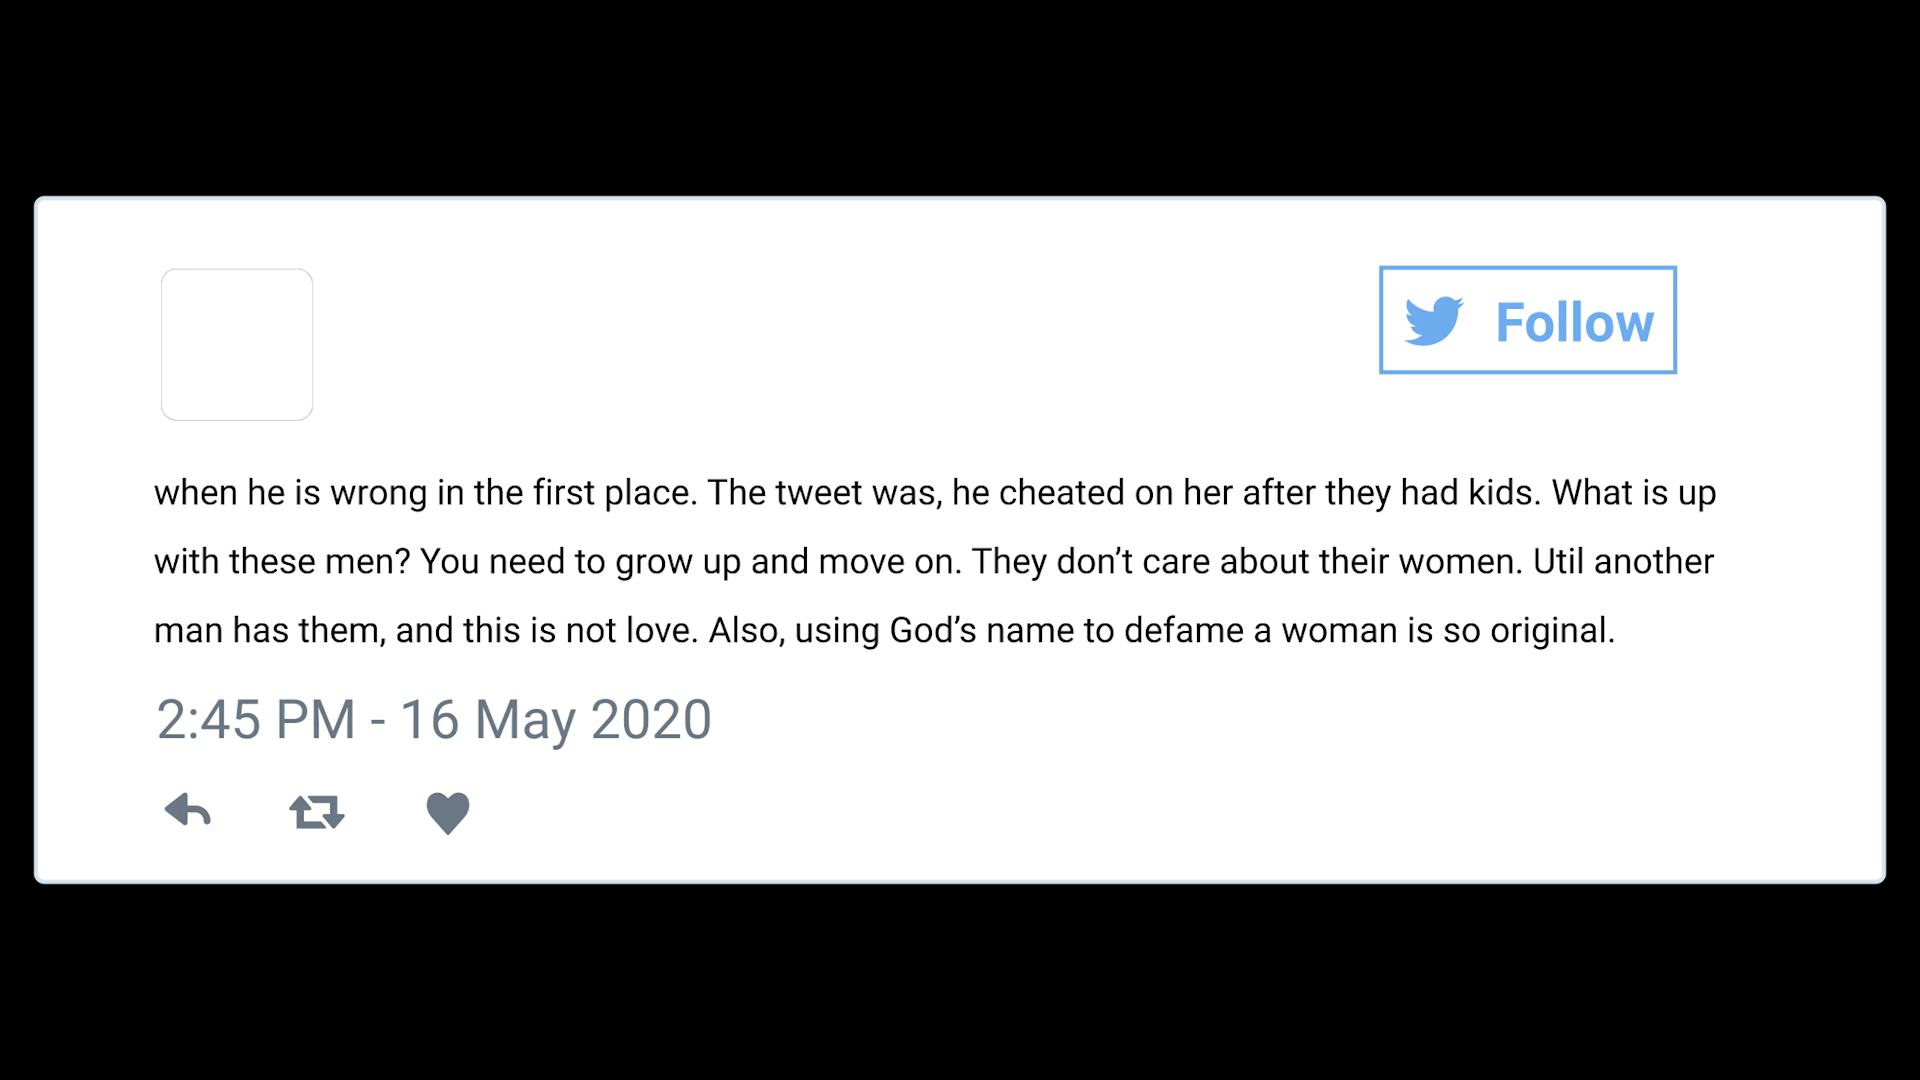 Follow
when he is wrong in the first place. The tweet was, he cheated on her after they had kids. What is up
with these men? You need to grow up and move on. They don’t care about their women. Util another
man has them, and this is not love. Also, using God’s name to defame a woman is so original.
2:45 PM - 16 May 2020